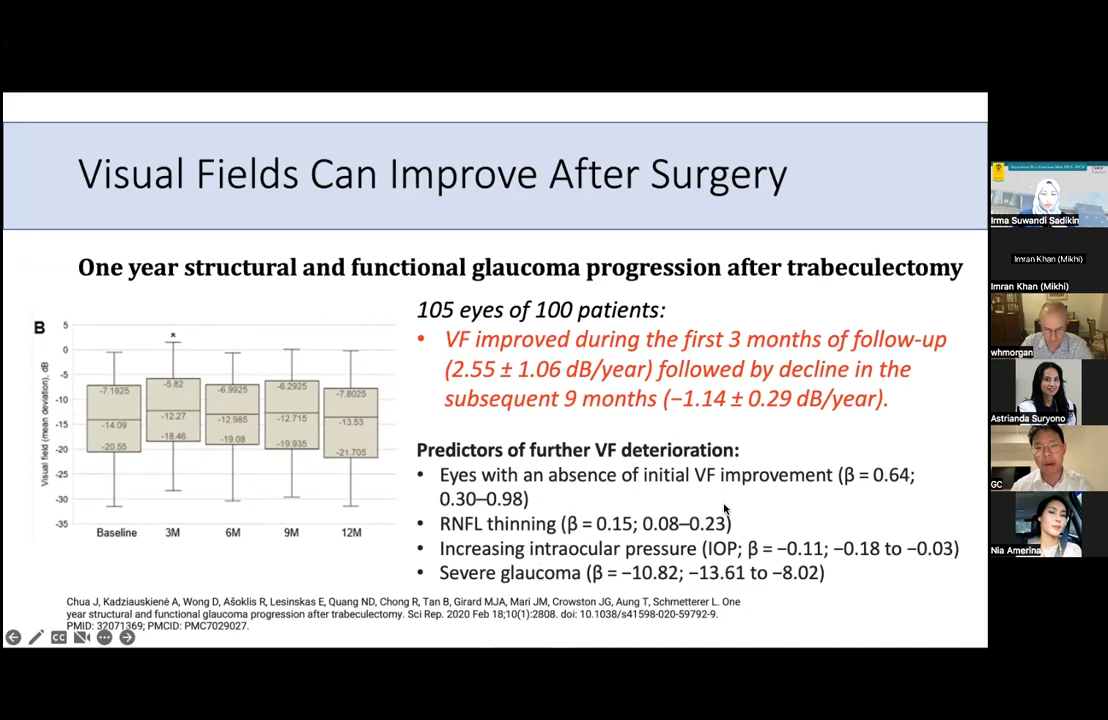 Visual Fields Can Improve After Surgery
One year structural and functional glaucoma progression after trabeculectomy
B
Visual field (mean deviation), dB
5
0
-5
-10
-15
-20
-25
-30
-35
*
-7.1825
-14.09
-20.55
-5.82
-12.27
-18.46
-6.9925
-12.985
-19.08
-6.2925
-12.715
-19.935
-7.8025
-13.53
-21.705
Baseline
3M
6M
9M
12M
105 eyes of 100 patients:
• VF improved during the first 3 months of follow-up
(2.55 ± 1.06 dB/year) followed by decline in the
subsequent 9 months (−1.14 ± 0.29 dB/year).
Predictors of further VF deterioration:
• Eyes with an absence of initial VF improvement (β = 0.64;
0.30–0.98)
• RNFL thinning (β = 0.15; 0.08–0.23)
• Increasing intraocular pressure (IOP; β = −0.11; −0.18 to −0.03)
• Severe glaucoma (β = −10.82; −13.61 to −8.02)
Chua J, Kadziauskienė A, Wong D, Ašoklis R, Lesinskas E, Quang ND, Chong R, Tan B, Girard MJA, Mari JM, Crowston JG, Aung T, Schmetterer L. One
year structural and functional glaucoma progression after trabeculectomy. Sci Rep. 2020 Feb 18;10(1):2808. doi: 10.1038/s41598-020-59792-9.
PMID: 32071369; PMCID: PMC7029027.
CC
Irma Suwandi Sadikin
Imran Khan (Mikhi)
Imran Khan (Mikhi)
whmorgan
Astrianda Suryono
GC
Nia Amerina